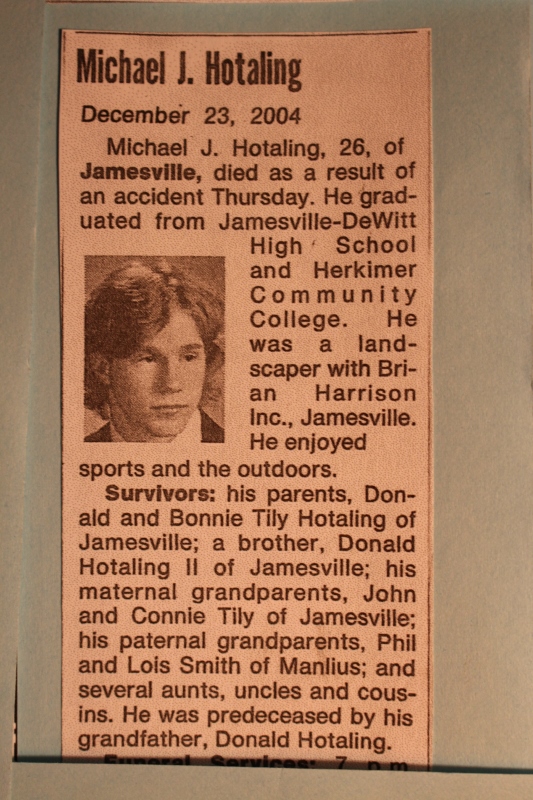 Michael J. Hotaling
December 23, 2004
Michael J. Hotaling, 26, of
Jamesville, died as a result of
an accident Thursday. He grad-
uated from Jamesville-DeWitt
High School
and Herkimer
Community
College. He
was a land-
scaper with Bri-
an Harrison
Inc., Jamesville.
He enjoyed
sports and the outdoors.
Survivors: his parents, Don-
ald and Bonnie Tily Hotaling of
Jamesville; a brother, Donald
Hotaling II of Jamesville; his
maternal grandparents, John
and Connie Tily of Jamesville;
his paternal grandparents, Phil
and Lois Smith of Manlius; and
several aunts, uncles and cous-
ins. He was predeceased by his
grandfather, Donald Hotaling.
Funeral Services: 7 p.m.